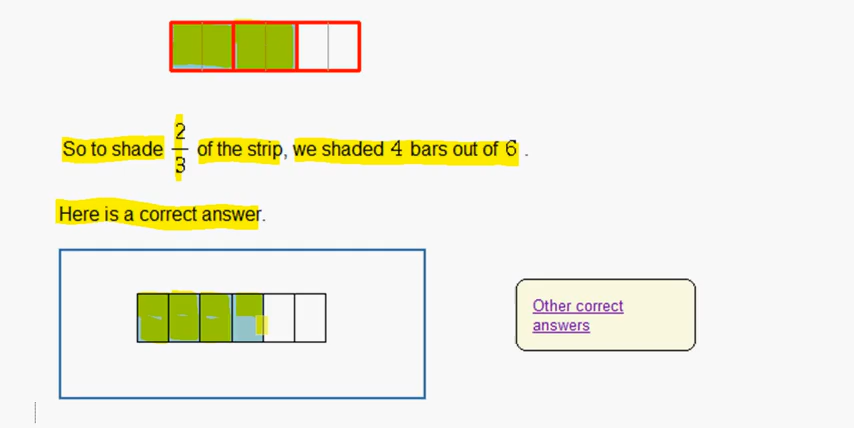 So to shade 2/3 of the strip, we shaded 4 bars out of 6 .
Here is a correct answer.
Other correct
answers